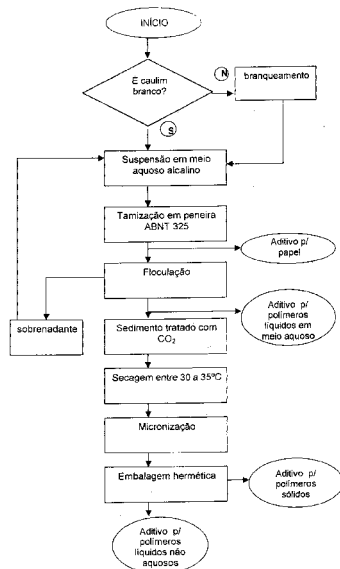 INÍCIO
E caulim
branco?
N
branqueamento
S
Suspensão em meio
aquoso alcalino
Tamização em peneira
ABNT 325
Aditivo p/
papel
Floculação
Aditivo p/
polímeros
líquidos em
meio aquoso
sobrenadante
Sedimento tratado com
CO2
Secagem entre 30 a 35ºC
Micronização
Embalagem hermética
Aditivo p/
polímeros
sólidos
Aditivo p/
polímeros
líquidos não
aquosos